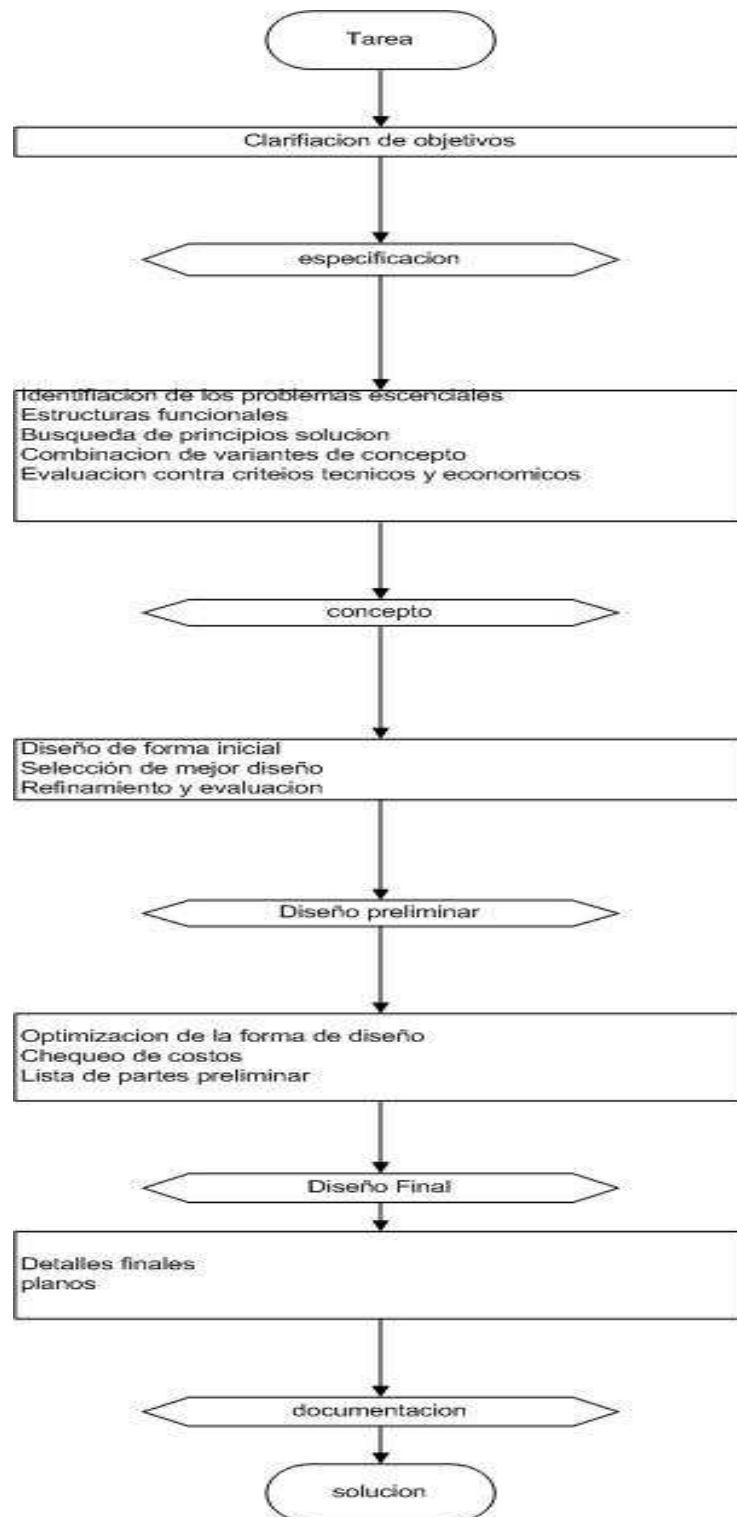 Tarea
Clarifiacion de objetivos
especificacion
Identifiacion de los problemas escenciales
Estructuras funcionales
Busqueda de principios solucion
Combinacion de variantes de concepto
Evaluacion contra criteios tecnicos y economicos
concepto
Diseño de forma inicial
Selección de mejor diseño
Refinamiento y evaluacion
Diseño preliminar
Optimizacion de la forma de diseño
Chequeo de costos
Lista de partes preliminar
Diseño Final
Detalles finales
planos
documentacion
solucion